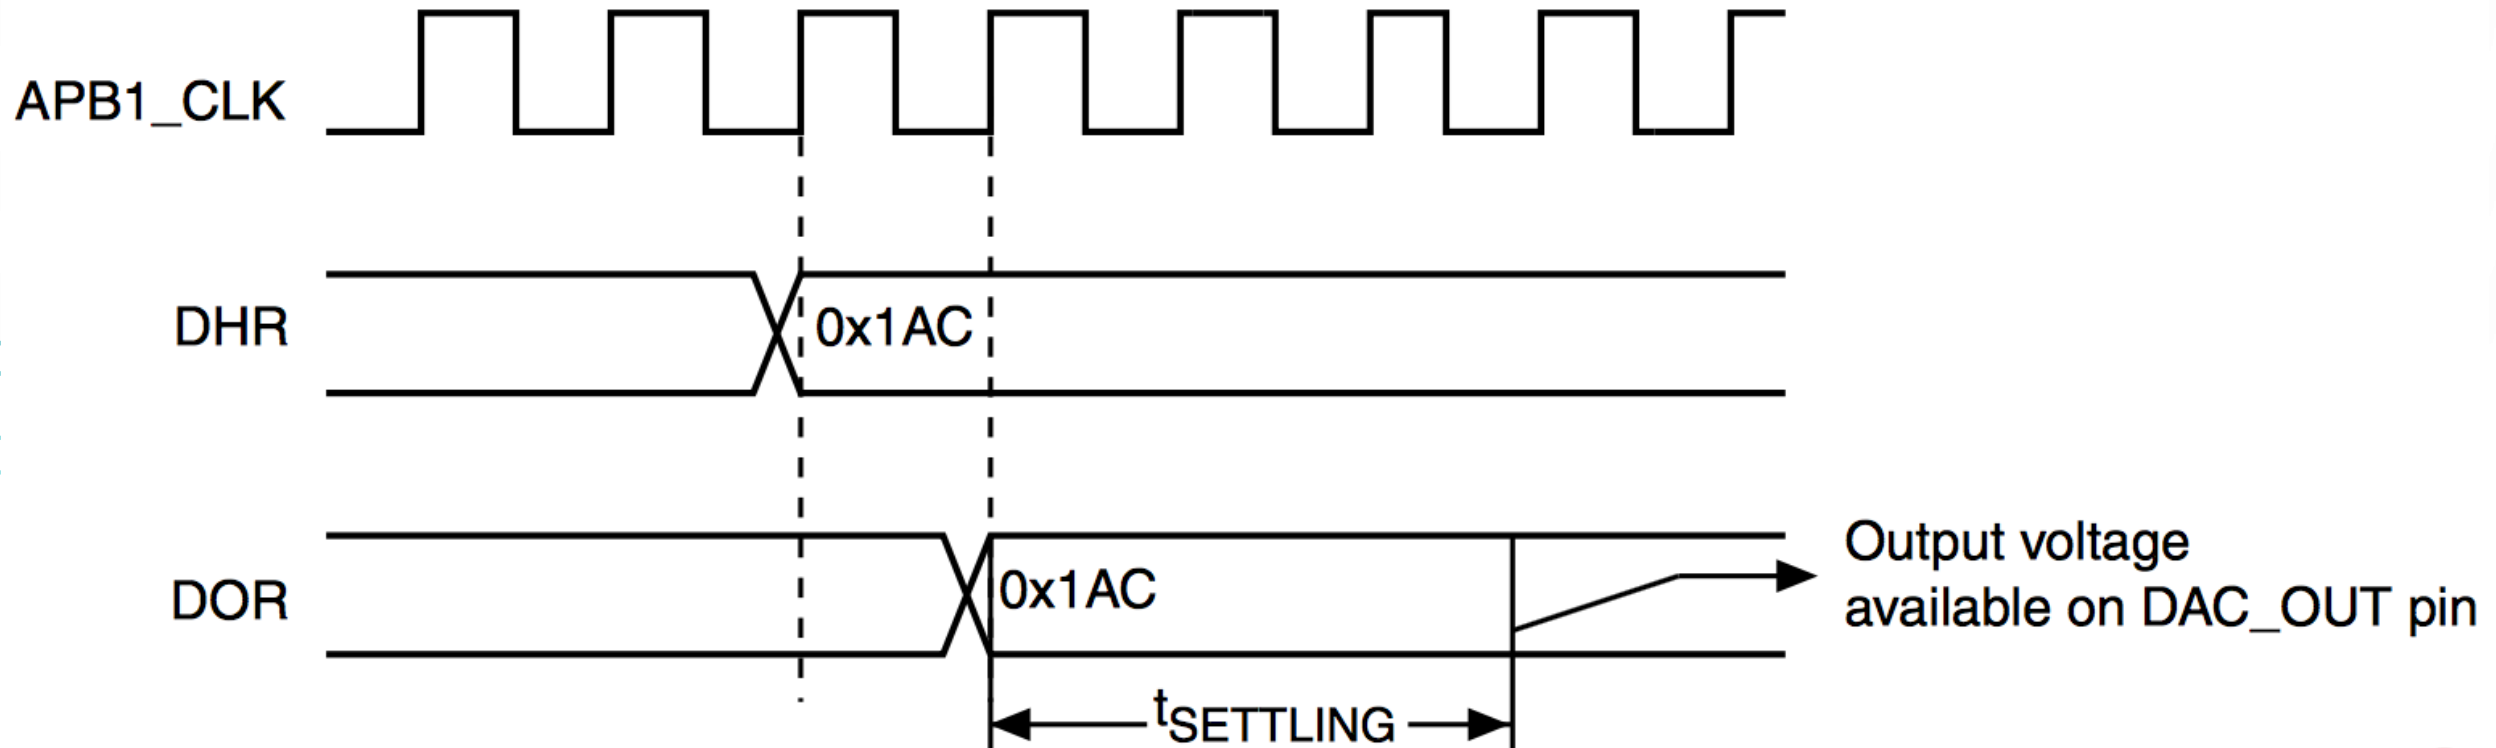 APB1_CLK
DHR
0x1AC
DOR
0x1AC
Output voltage
available on DAC_OUT pin
tSETTLING